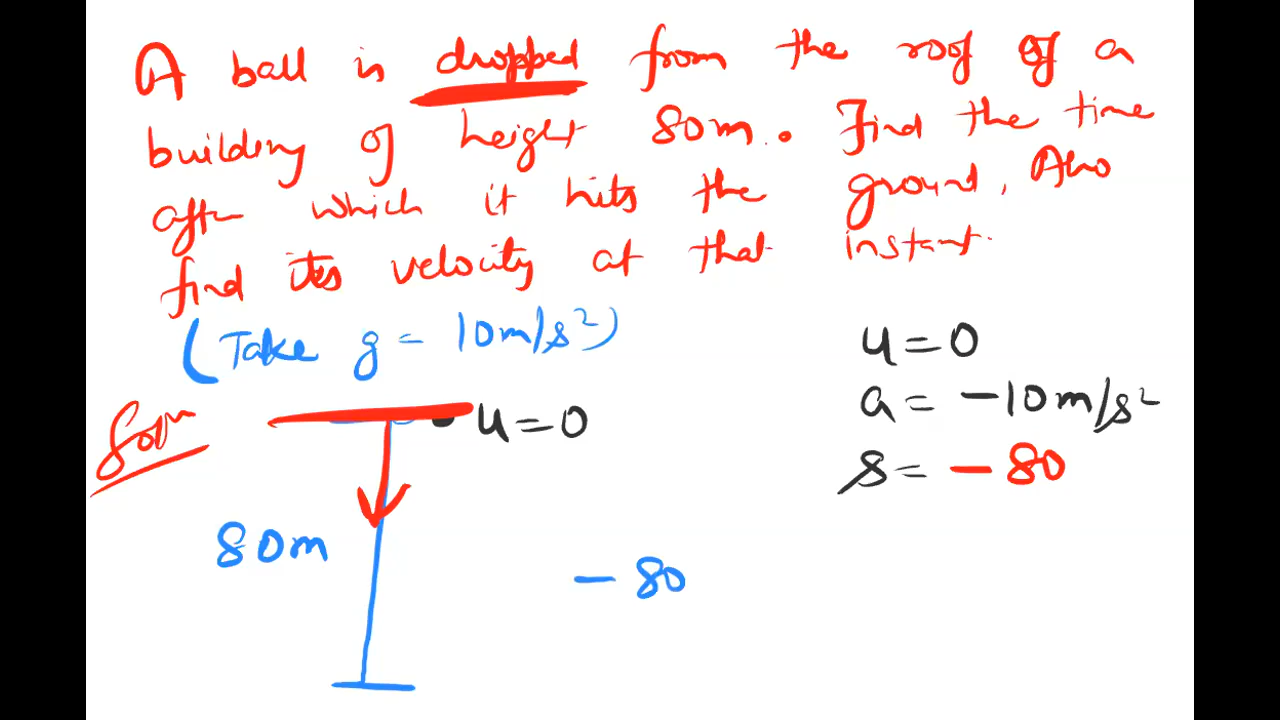 A ball is dropped from the roof of a
building of height 80m. Find the time
after which it hits the ground, Also
find its velocity at that instant.
(Take g = 10m/s²)
u=0
a= -10m/s²
s= -80
Soln
u=0
80m
-80